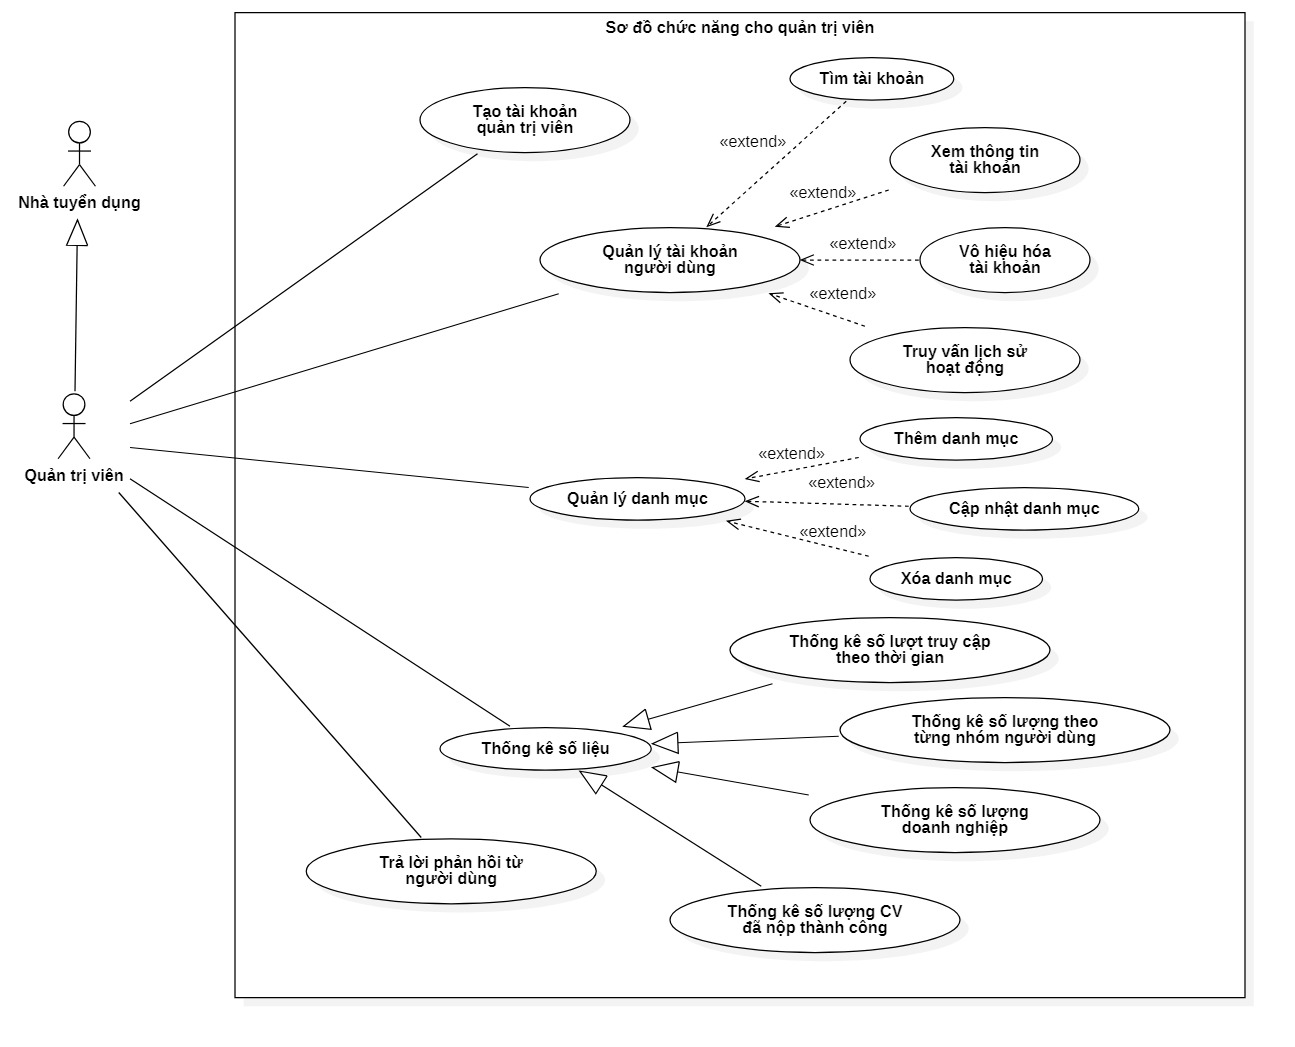 Sơ đồ chức năng cho quản trị viên
Tìm tài khoản
Tạo tài khoản
quản trị viên
«extend»
Xem thông tin
tài khoản
Nhà tuyển dụng
«extend»
Quản lý tài khoản
người dùng
«extend»
Vô hiệu hóa
tài khoản
«extend»
Truy vấn lịch sử
hoạt động
Thêm danh mục
«extend»
Quản trị viên
«extend»
Quản lý danh mục
Cập nhật danh mục
«extend»
Xóa danh mục
Thống kê số lượt truy cập
theo thời gian
Thống kê số lượng theo
từng nhóm người dùng
Thống kê số liệu
Thống kê số lượng
doanh nghiệp
Trả lời phản hồi từ
người dùng
Thống kê số lượng CV
đã nộp thành công